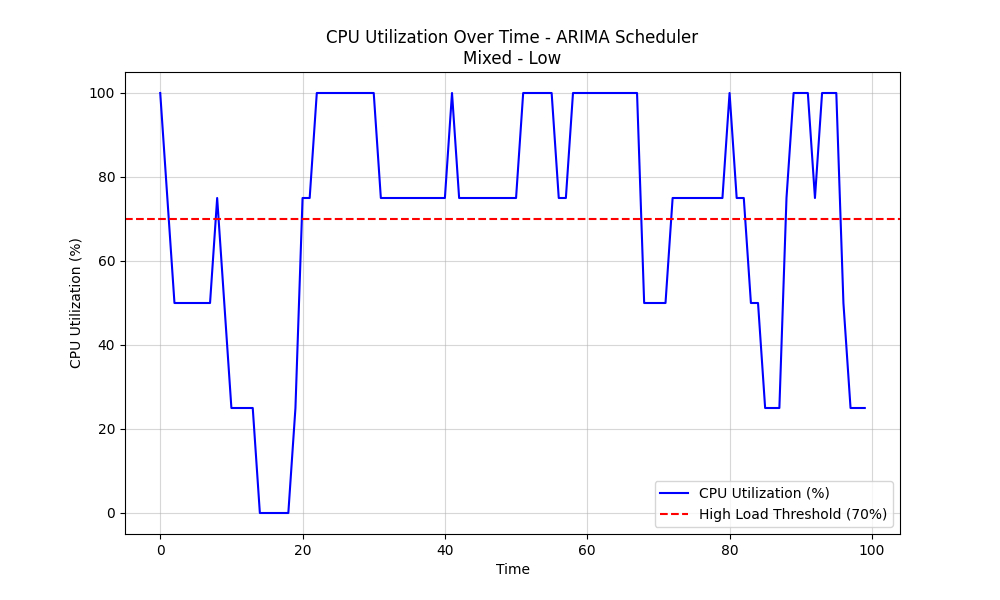 CPU Utilization Over Time - ARIMA Scheduler
Mixed - Low
CPU Utilization (%)
100
80
60
40
20
0
0 20 40 60 80 100
Time
CPU Utilization (%)
High Load Threshold (70%)